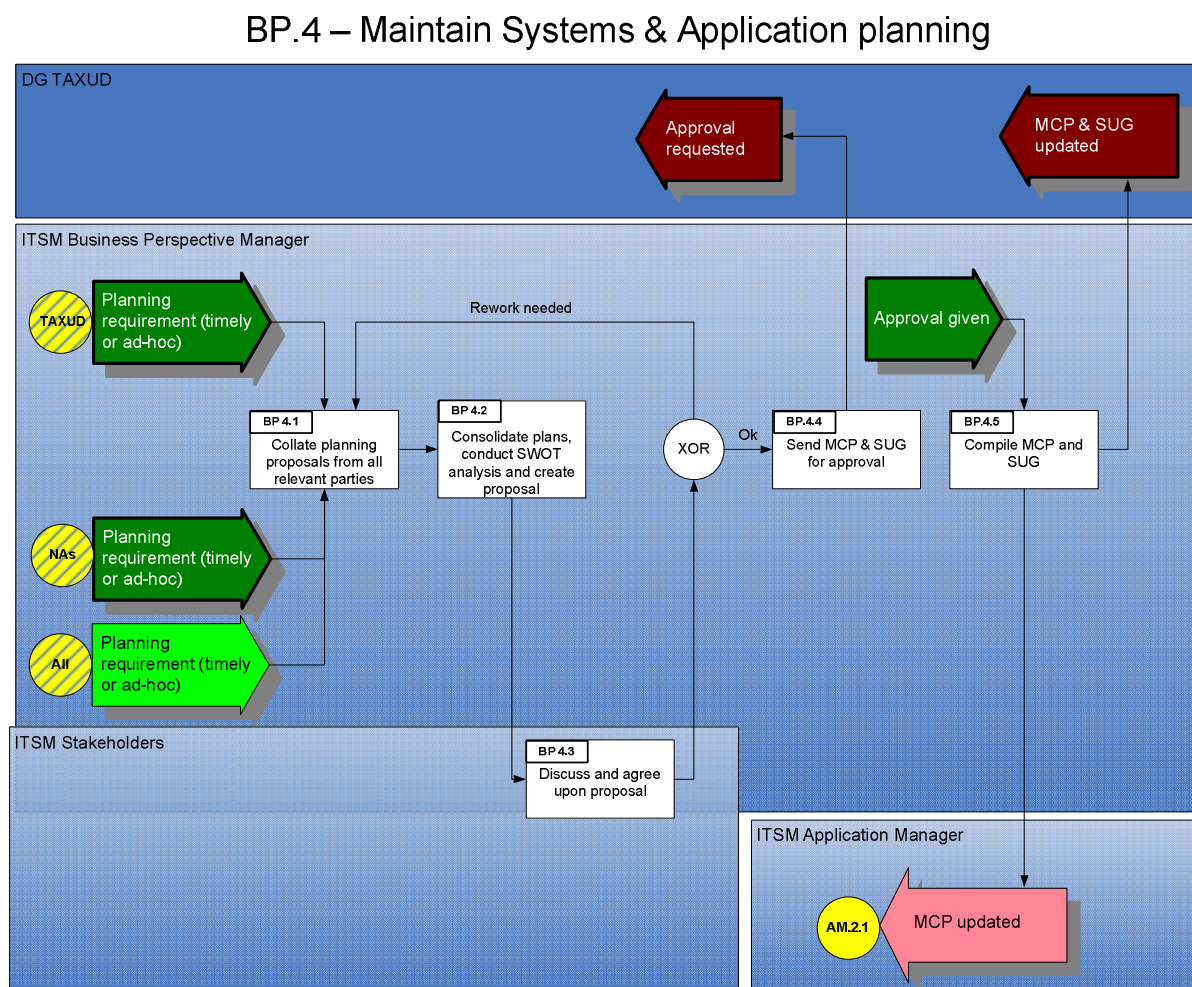 BP.4 – Maintain Systems & Application planning
DG TAXUD
Approval
requested
MCP & SUG
updated
ITSM Business Perspective Manager
TAXUD
Planning
requirement (timely
or ad-hoc)
Rework needed
Approval given
BP 4.1
Collate planning
proposals from all
relevant parties
BP 4.2
Consolidate plans,
conduct SWOT
analysis and create
proposal
XOR
Ok
BP.4.4
Send MCP & SUG
for approval
BP.4.5
Compile MCP and
SUG
NAs
Planning
requirement (timely
or ad-hoc)
All
Planning
requirement (timely
or ad-hoc)
ITSM Stakeholders
BP 4.3
Discuss and agree
upon proposal
ITSM Application Manager
AM.2.1
MCP updated